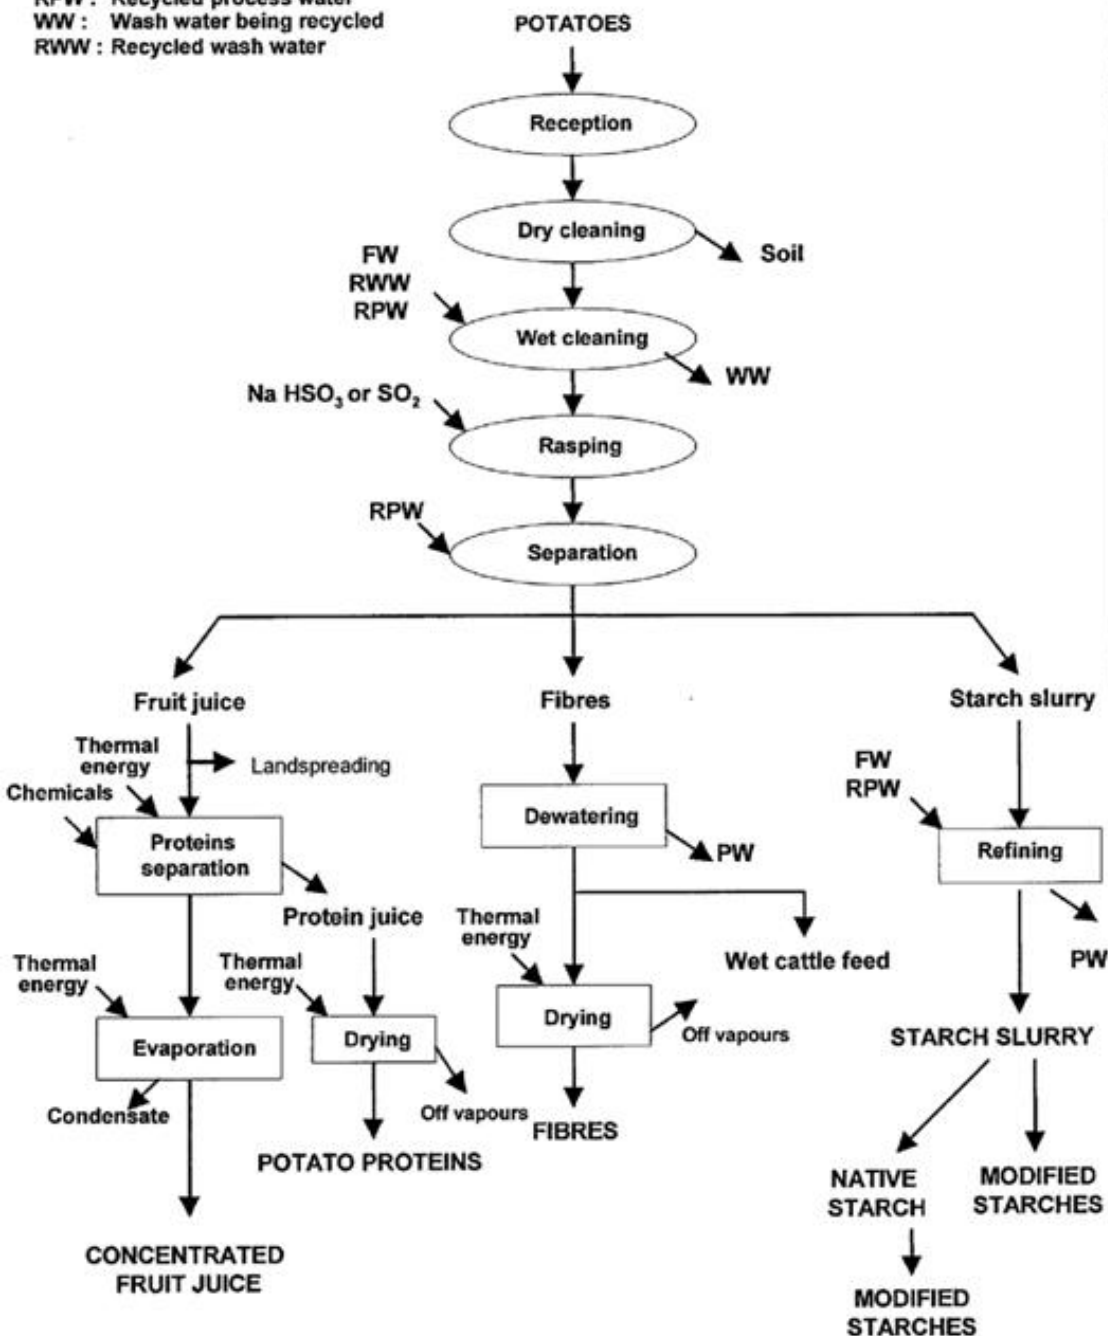 RPW : Recycled process water
WW : Wash water being recycled
RWW : Recycled wash water
POTATOES
Reception
Dry cleaning
Soil
FW
RWW
RPW
Wet cleaning
WW
Na HSO₃ or SO₂
Rasping
RPW
Separation
Fruit juice
Fibres
Starch slurry
Thermal
energy
Landspreading
Chemicals
Proteins
separation
Protein juice
Dewatering
PW
FW
RPW
Refining
PW
Thermal
energy
Wet cattle feed
Thermal
energy
Thermal
energy
Evaporation
Condensate
Drying
Off vapours
Drying
Off vapours
STARCH SLURRY
FIBRES
POTATO PROTEINS
NATIVE
STARCH
MODIFIED
STARCHES
CONCENTRATED
FRUIT JUICE
MODIFIED
STARCHES